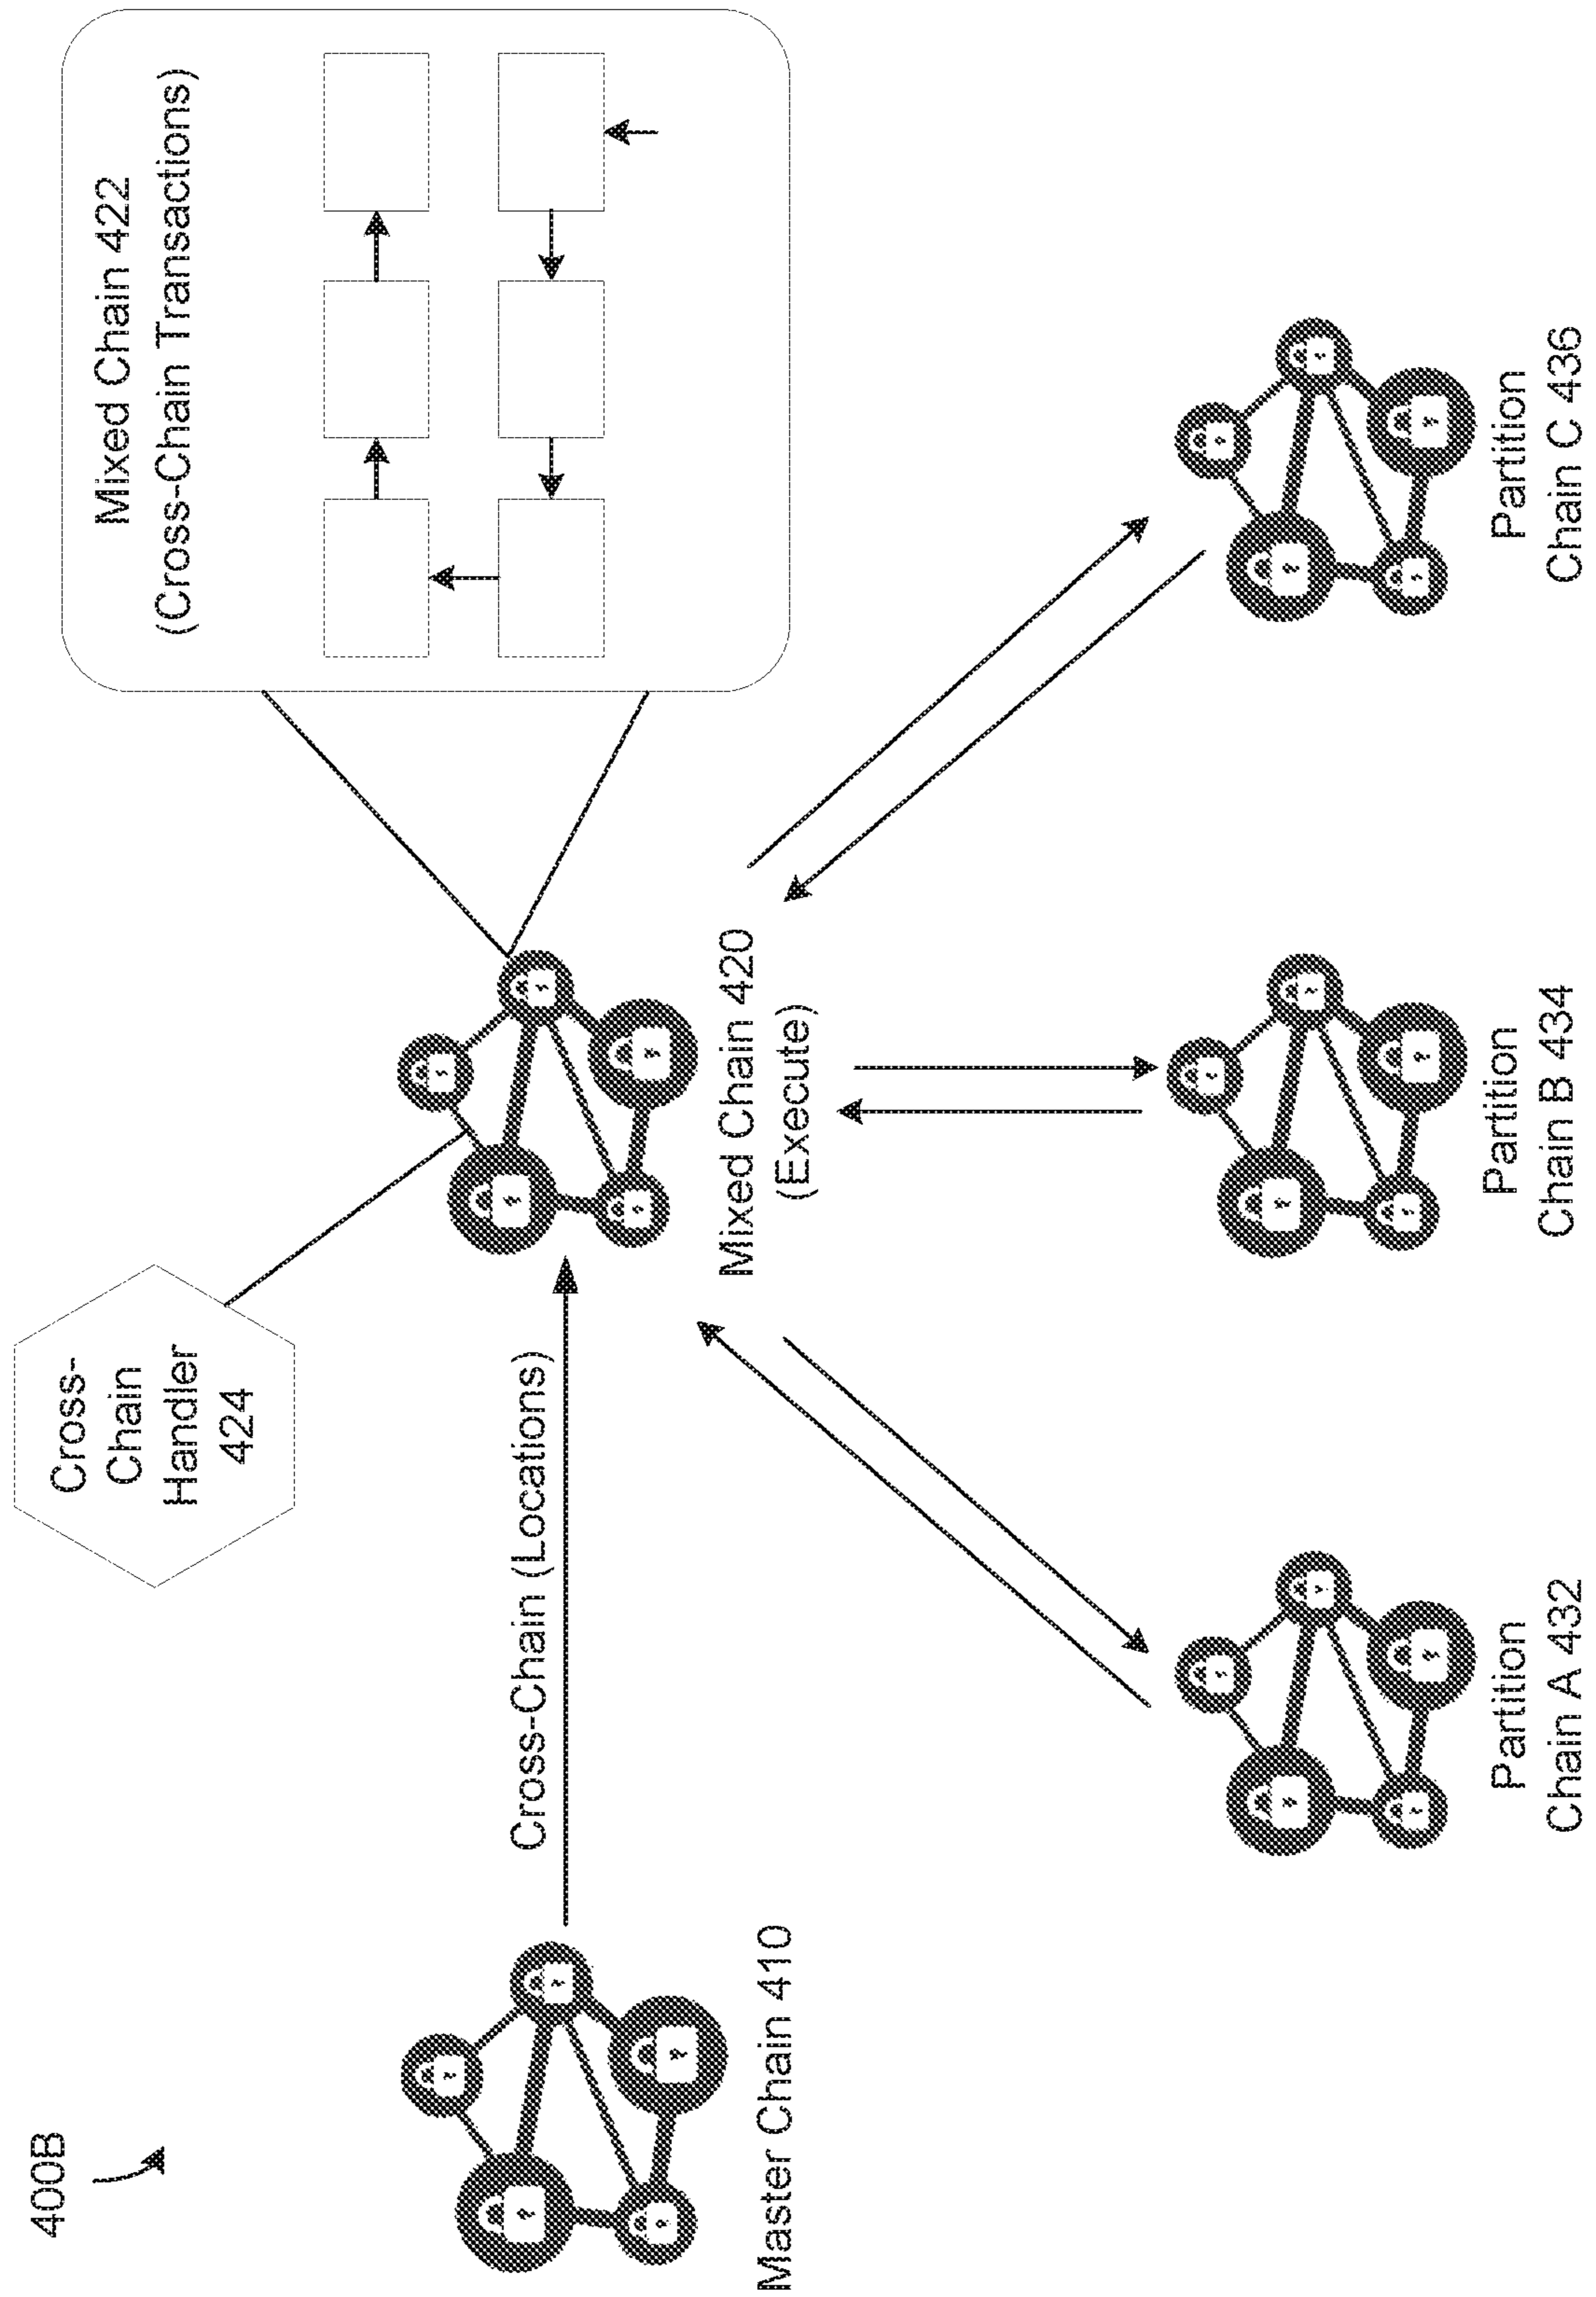 400B
Cross-
Chain
Handler
424
Mixed Chain 422
(Cross-Chain Transactions)
Cross-Chain (Locations)
Master Chain 410
Mixed Chain 420
(Execute)
Partition
Chain A 432
Partition
Chain B 434
Partition
Chain C 436